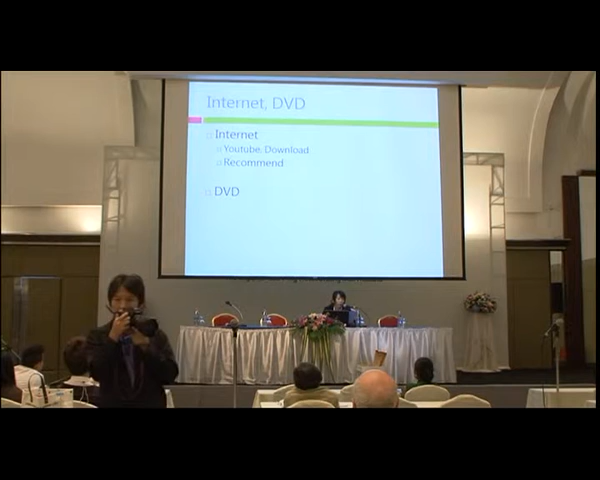 Internet, DVD
Internet
Youtube, Download
Recommend
DVD